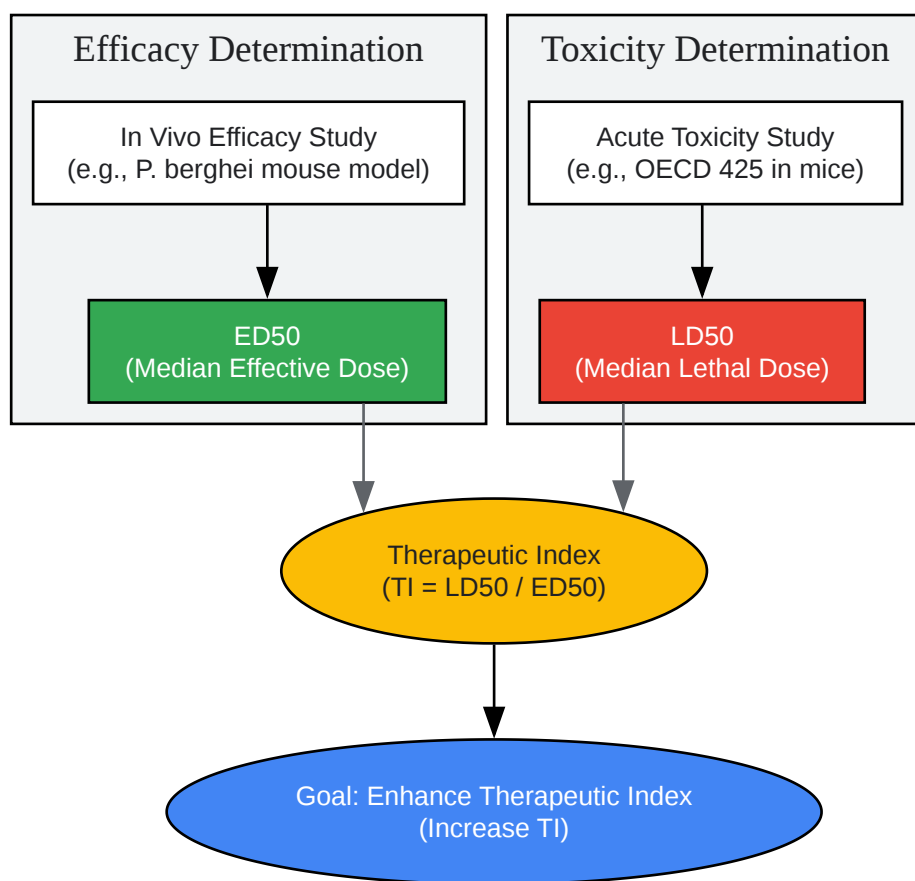 Efficacy Determination
In Vivo Efficacy Study
(e.g., P. berghei mouse model)
ED50
(Median Effective Dose)
Toxicity Determination
Acute Toxicity Study
(e.g., OECD 425 in mice)
LD50
(Median Lethal Dose)
Therapeutic Index
(TI = LD50 / ED50)
Goal: Enhance Therapeutic Index
(Increase TI)